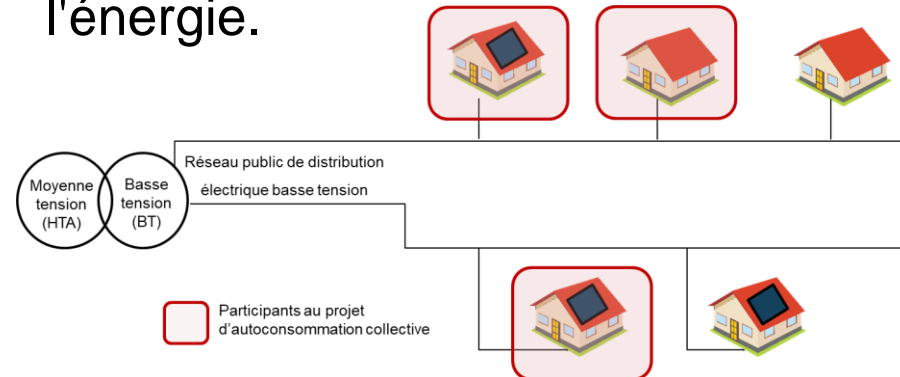 l'énergie.
Réseau public de distribution
électrique basse tension
Moyenne
tension
(HTA)
Basse
tension
(BT)
Participants au projet
d'autoconsommation collective